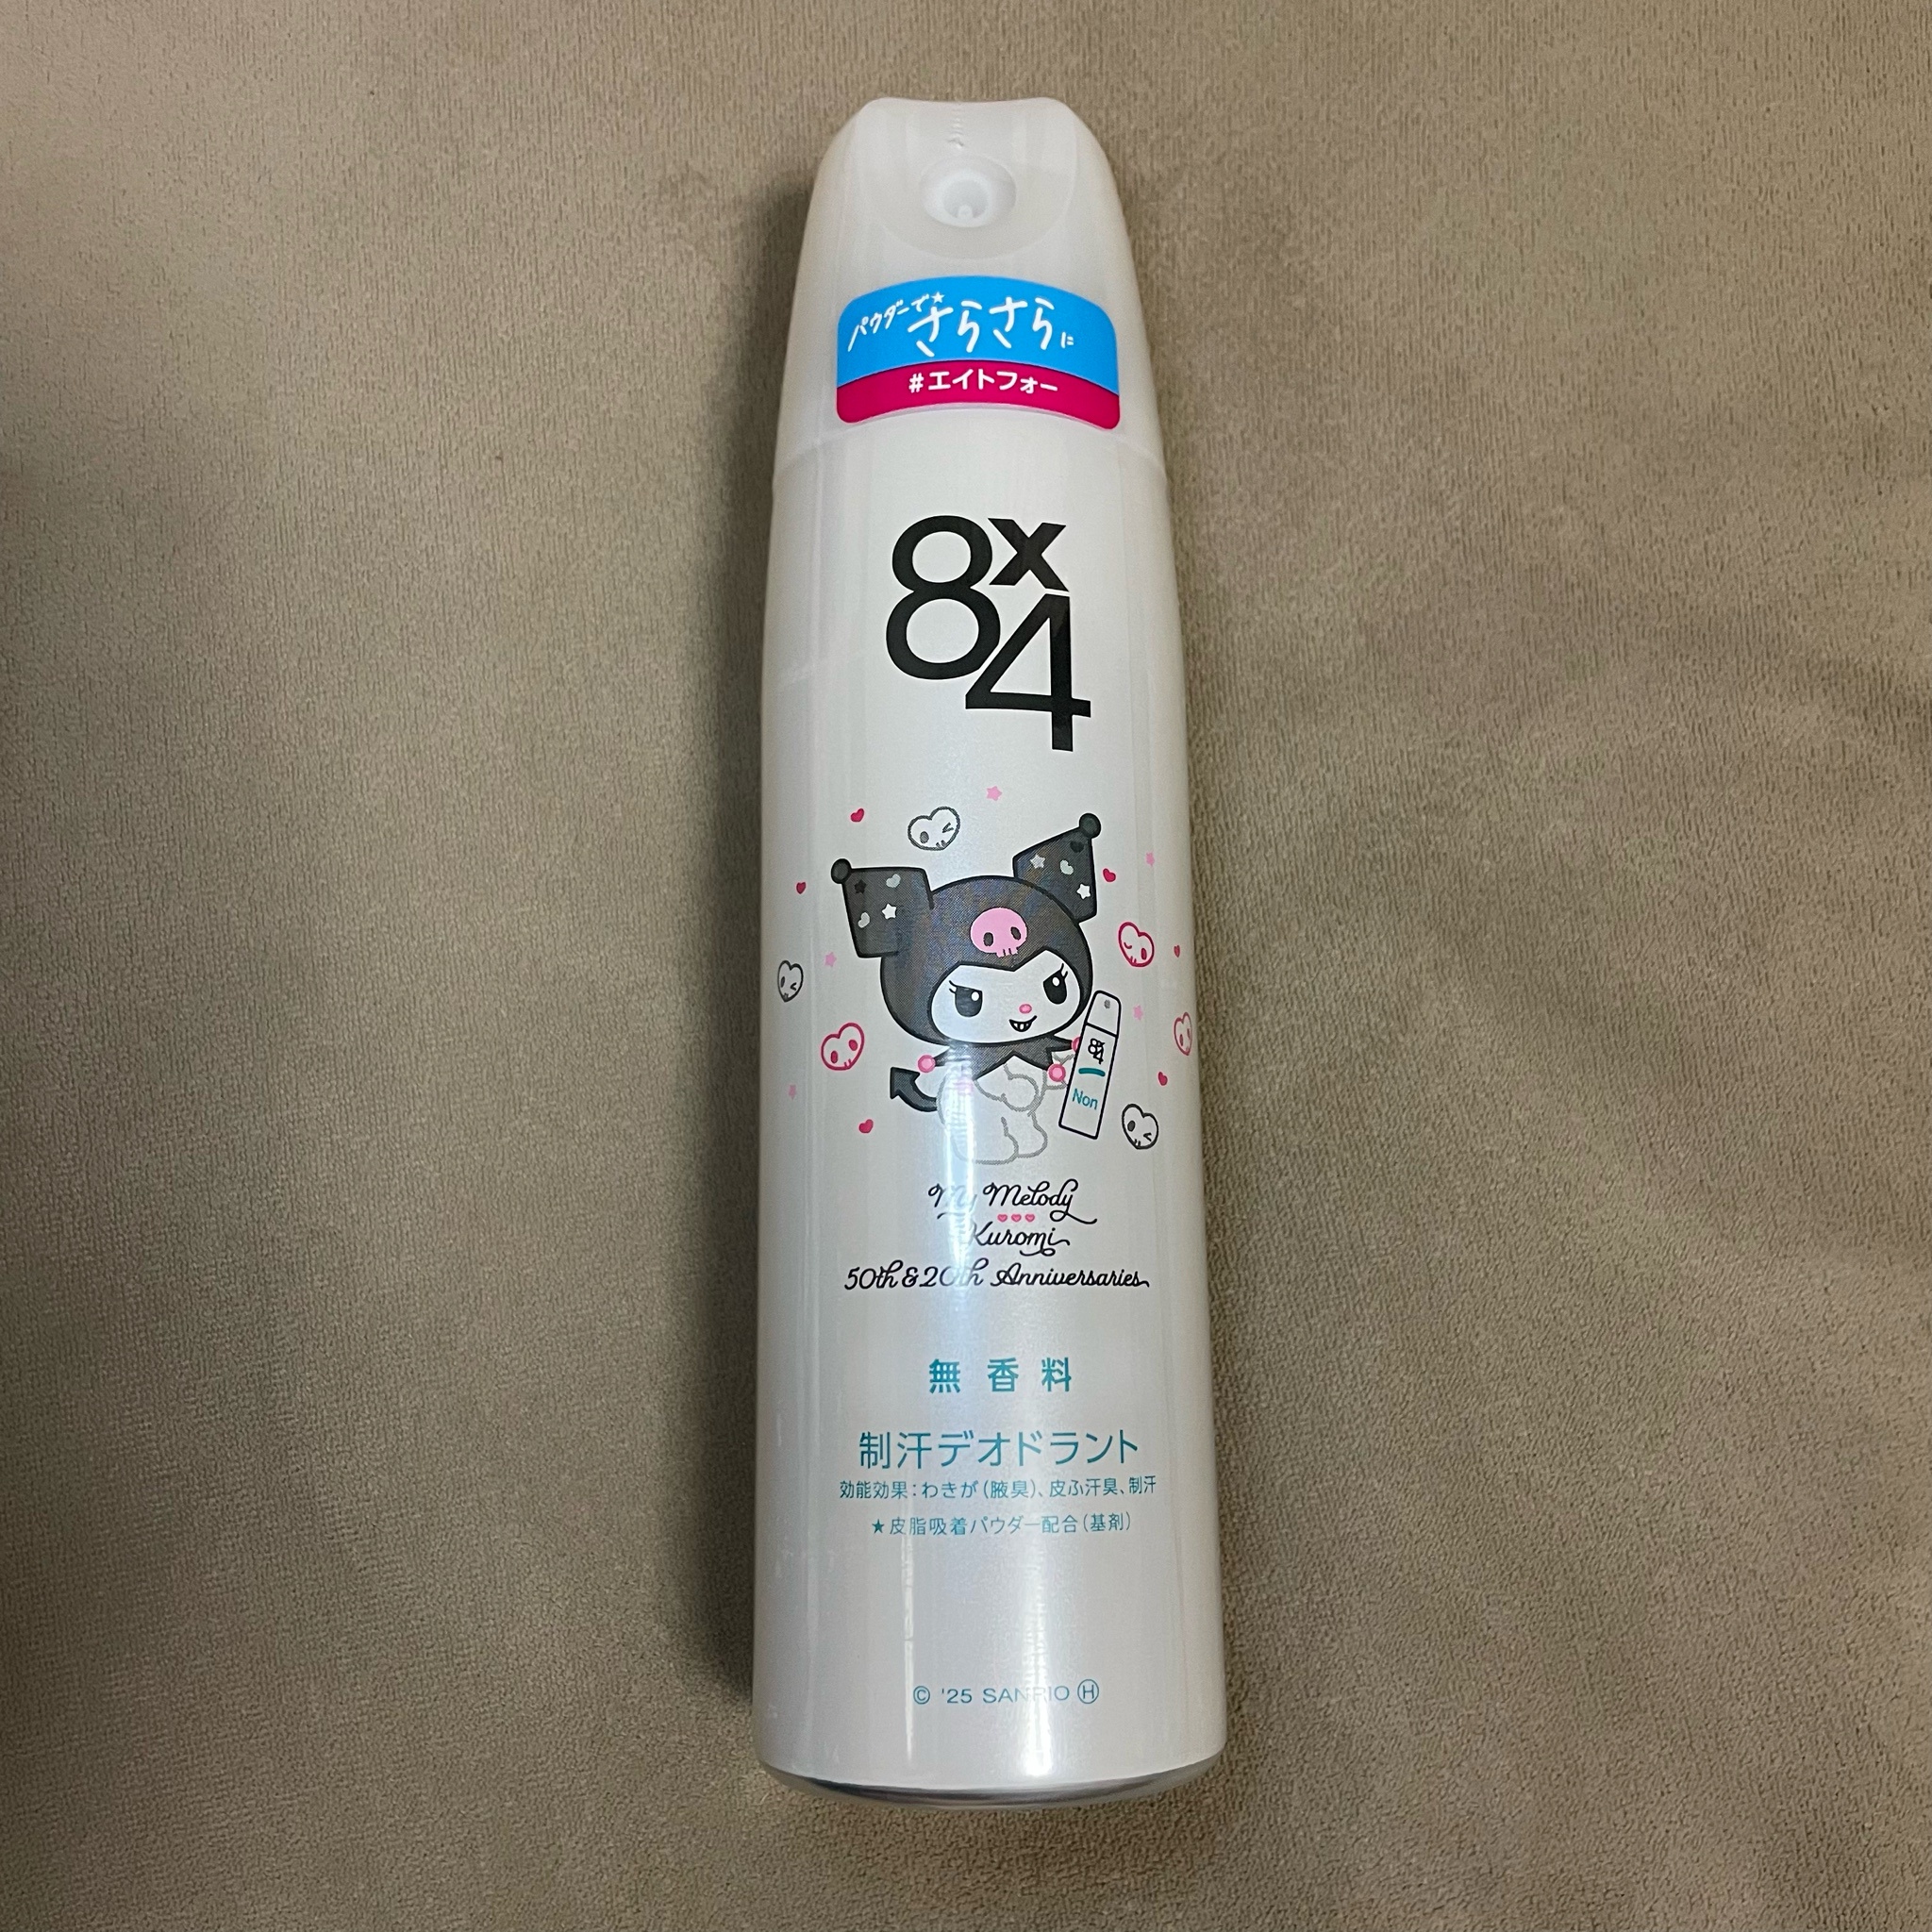 パウダーで★さらさらに
#エイトフォー
8x4
8x4
Non
My Melody
Kuromi
50th & 20th Anniversaries
無香料
制汗デオドラント
効能効果:わきが(腋臭)、皮ふ汗臭、制汗
★皮脂吸着パウダー配合(基剤)
© '25 SANRIO Ⓗ